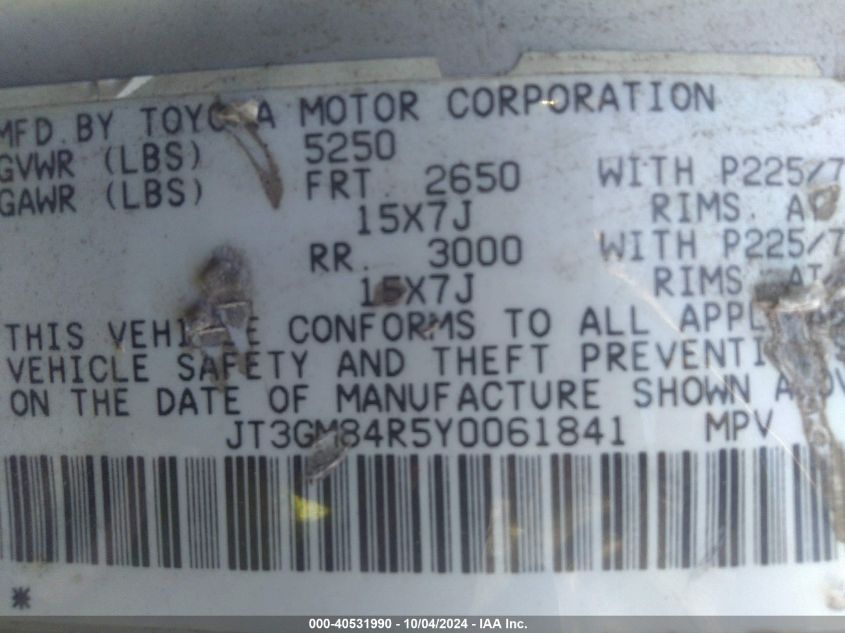 MFD. BY TOYOTA MOTOR CORPORATION
GVWR (LBS) 5250
GAWR (LBS) FRT. 2650 WITH P225/7
15X7J RIMS. A
RR. 3000 WITH P225/7
15X7J RIMS AT
THIS VEHICLE CONFORMS TO ALL APPL
VEHICLE SAFETY AND THEFT PREVENTI
ON THE DATE OF MANUFACTURE SHOWN ABOV
JT3GM84R5Y0061841 MPV
*
000-40531990 - 10/04/2024 - IAA Inc.